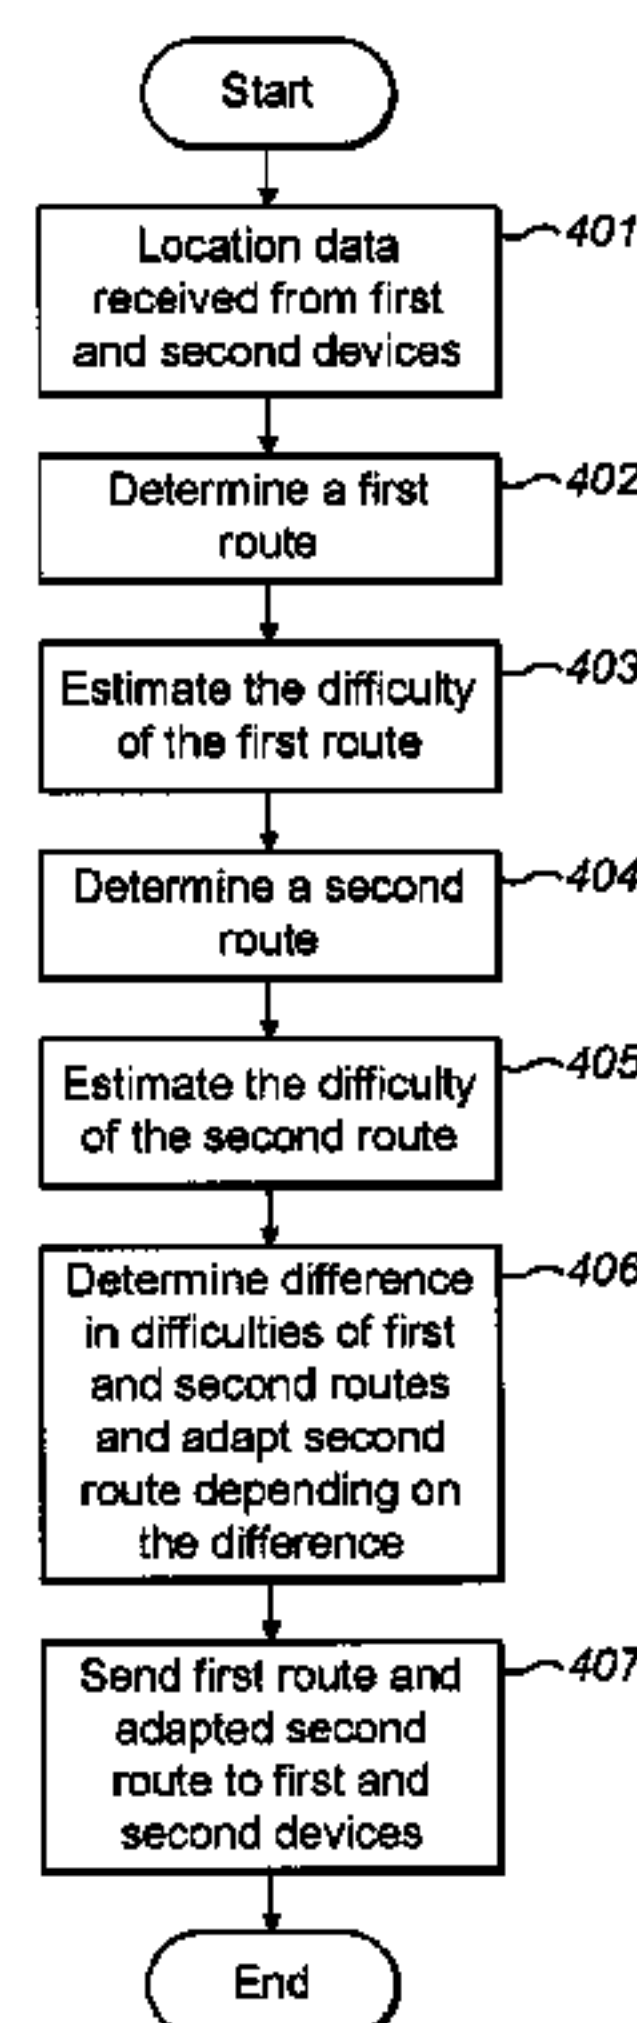 Start
Location data
received from first
and second devices
401
Determine a first
route
402
Estimate the difficulty
of the first route
403
Determine a second
route
404
Estimate the difficulty
of the second route
405
Determine difference
in difficulties of first
and second routes
and adapt second
route depending on
the difference
406
Send first route and
adapted second
route to first and
second devices
407
End